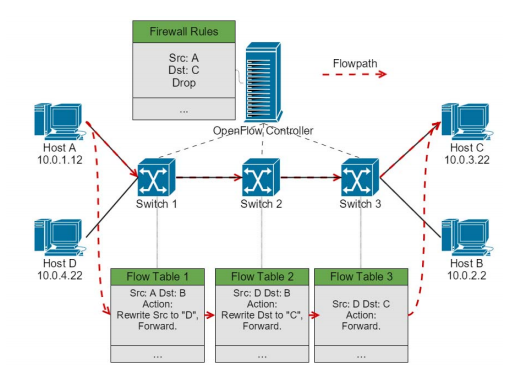 Firewall Rules
Src: A
Dst: C
Drop
...
Flowpath
OpenFlow Controller
Host A
10.0.1.12
Host C
10.0.3.22
Switch 1
Switch 2
Switch 3
Host D
10.0.4.22
Host B
10.0.2.2
Flow Table 1
Src: A Dst: B
Action:
Rewrite Src to "D",
Forward.
...
Flow Table 2
Src: D Dst: B
Action:
Rewrite Dst to "C",
Forward.
...
Flow Table 3
Src: D Dst: C
Action:
Forward.
...